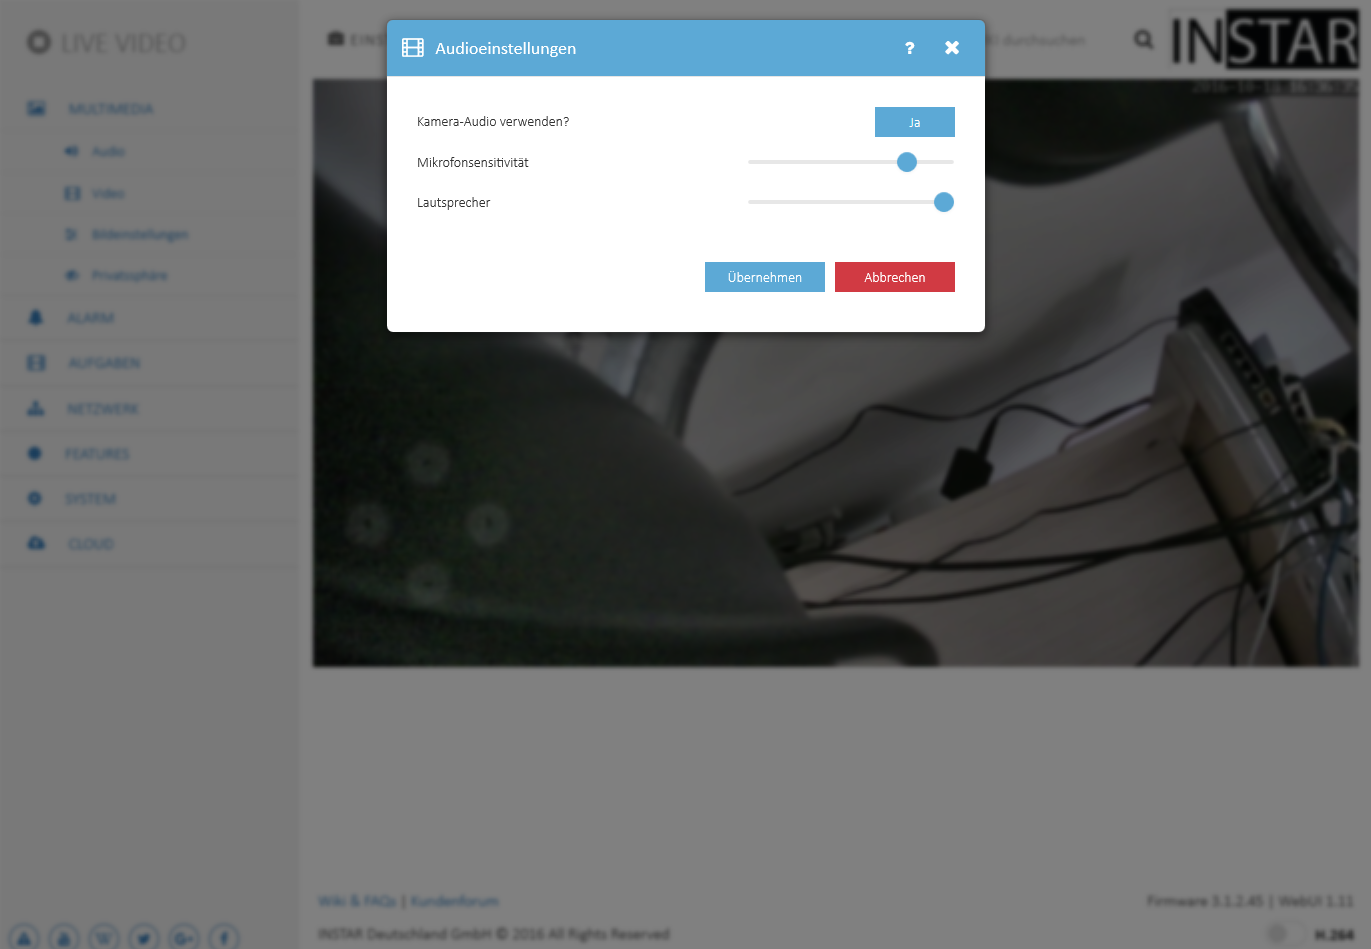 LIVE VIDEO
Audioeinstellungen
?
durchsuchen
INSTAR
MULTIMEDIA
Audio
Video
Bildeinstellungen
Privatsphäre
ALARM
AUFGABEN
NETZWERK
FEATURES
SYSTEM
CLOUD
Kamera-Audio verwenden?
Ja
Mikrofonsensitivität
Lautsprecher
Übernehmen
Abbrechen
Wiki & FAQs | Kundenforum
Firmware 3.1.2.45 | WebUI 1.11
INSTAR Deutschland GmbH © 2016 All Rights Reserved
H.264